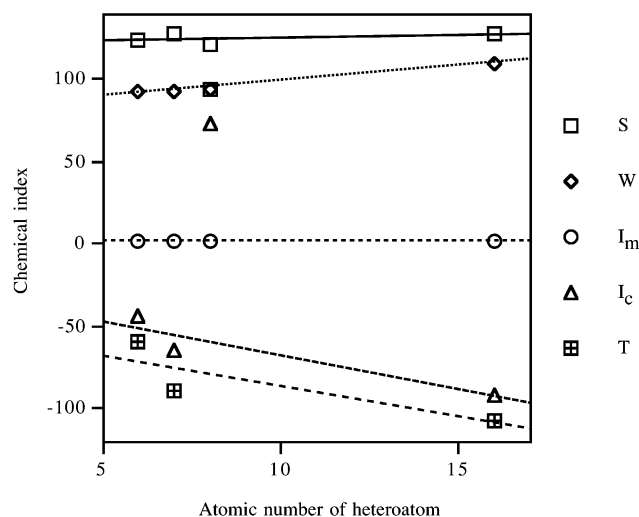 100
50
0
-50
-100
Chemical index
5
10
15
Atomic number of heteroatom
S
W
Im
Ic
T